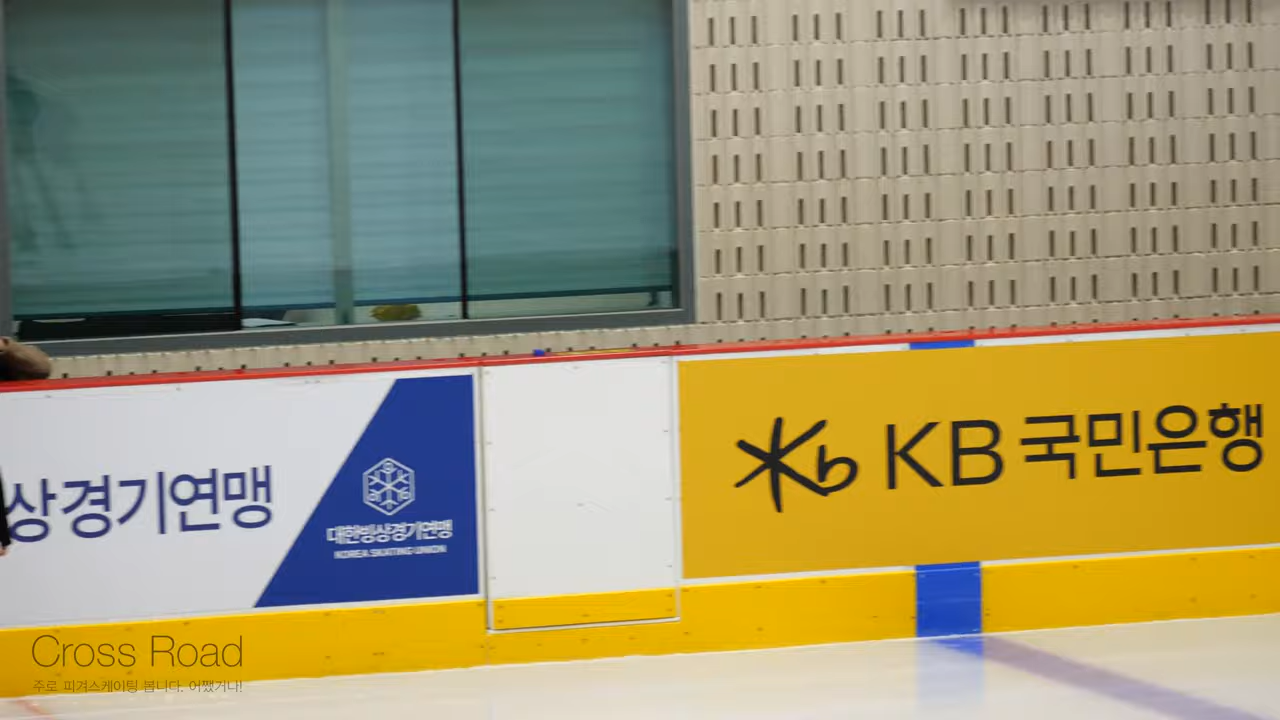 상경기연맹
대한빙상경기연맹
KOREA SKATING UNION
KB 국민은행
Cross Road
주로 피겨스케이팅 봅니다. 어쨌거나!